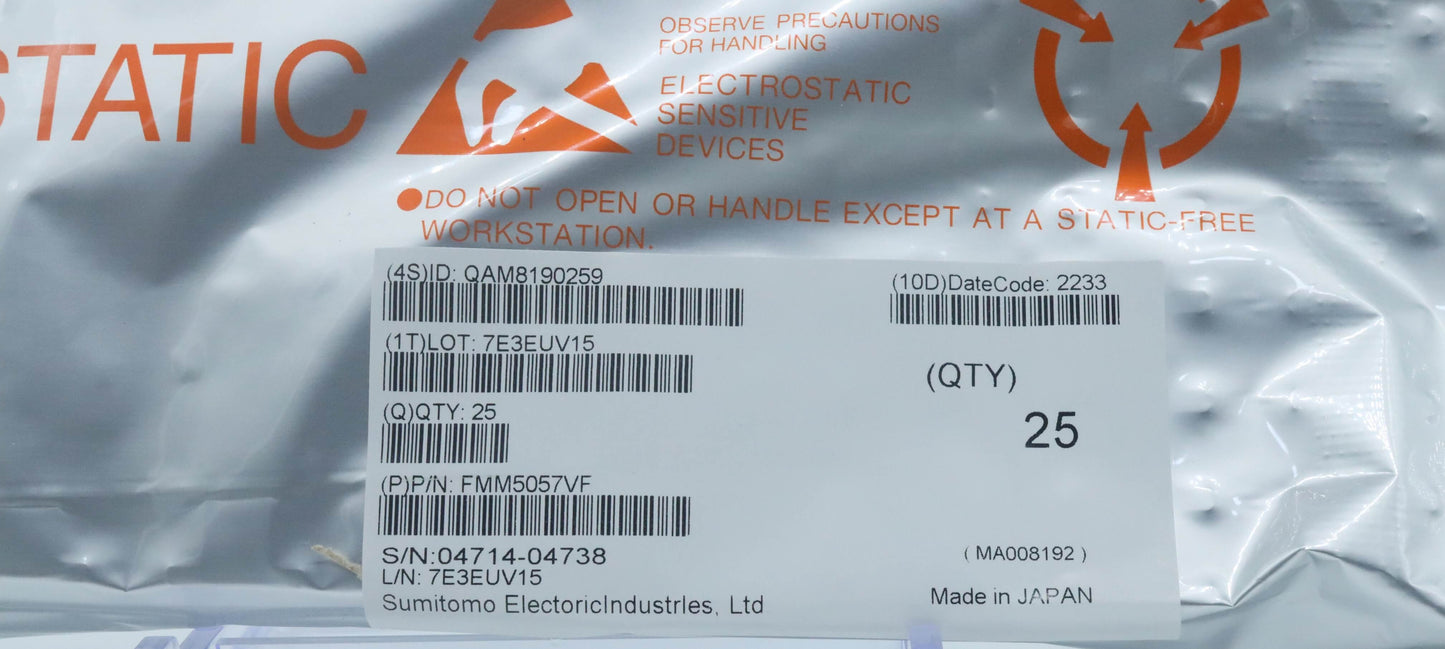 STATIC
OBSERVE PRECAUTIONS
FOR HANDLING
ELECTROSTATIC
SENSITIVE
DEVICES
●DO NOT OPEN OR HANDLE EXCEPT AT A STATIC-FREE
WORKSTATION.
(4S)ID: QAM8190259
(10D)DateCode: 2233
(1T)LOT: 7E3EUV15
(QTY)
25
(Q)QTY: 25
(P)P/N: FMM5057VF
S/N:04714-04738
(MA008192)
L/N: 7E3EUV15
Sumitomo ElectoricIndustrles, Ltd
Made in JAPAN